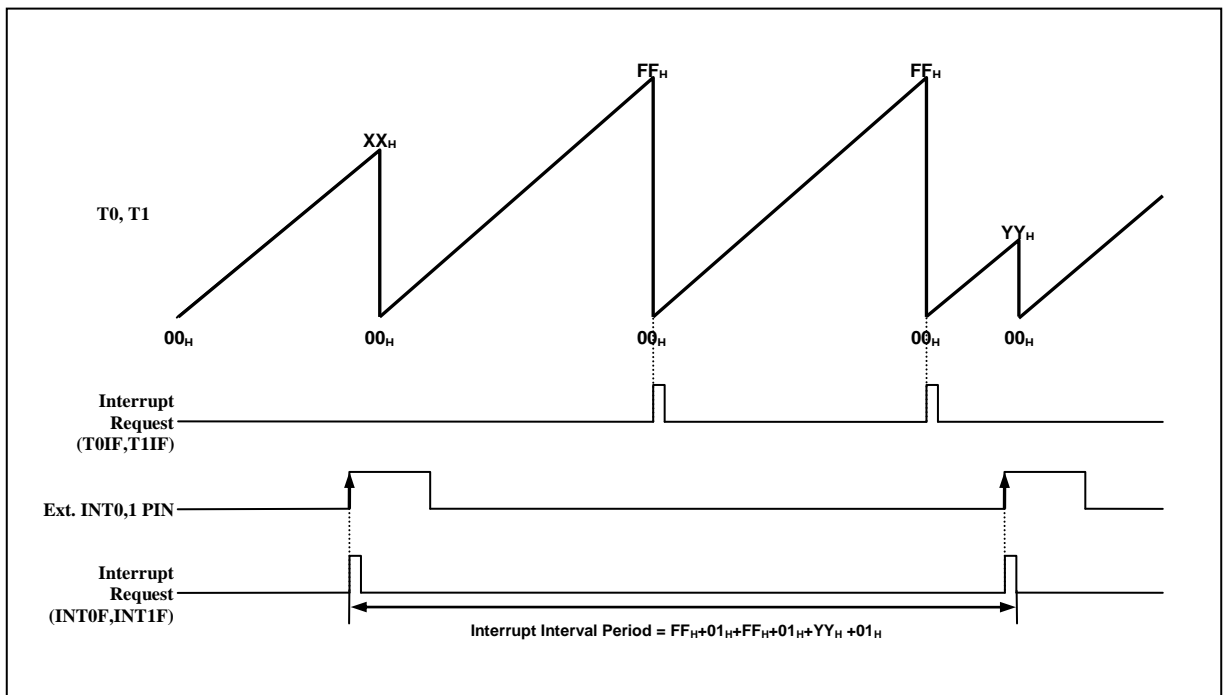 FFH FFH
XXH
T0, T1
YYH
00H 00H 00H 00H 00H
Interrupt
Request
(T0IF,T1IF)
Ext. INT0,1 PIN
Interrupt
Request
(INT0F,INT1F)
Interrupt Interval Period = FFH+01H+FFH+01H+YYH +01H